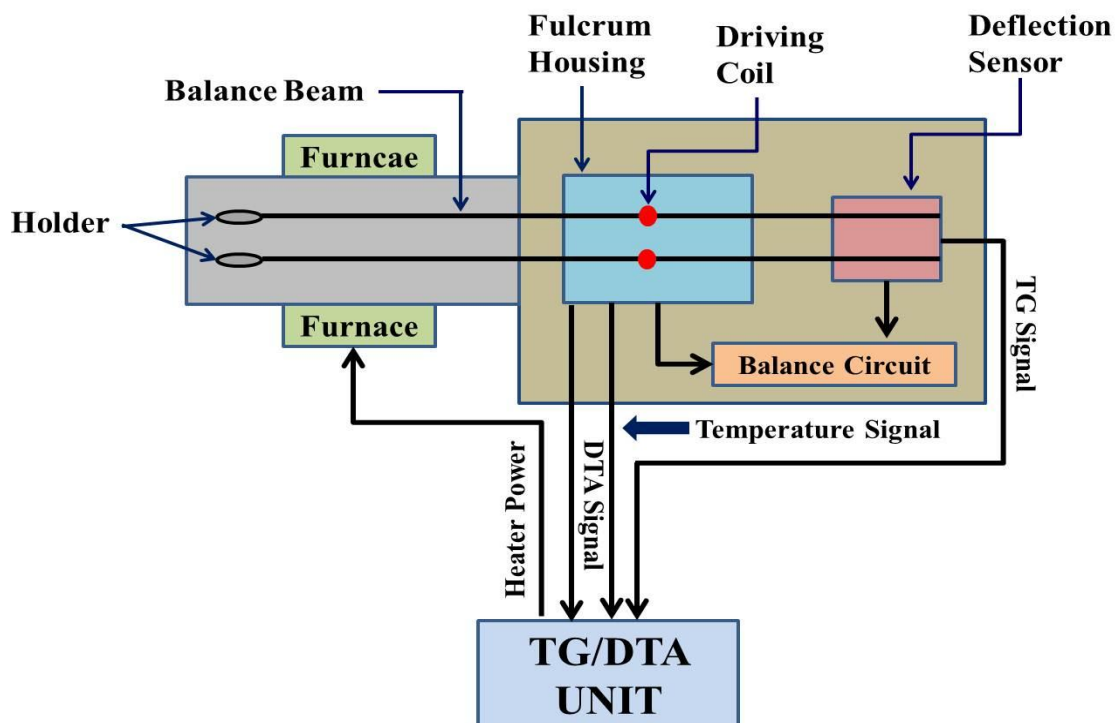 Fulcrum
Housing
Driving
Coil
Deflection
Sensor
Balance Beam
Furncae
Holder
Furnace
Balance Circuit
TG Signal
Temperature Signal
DTA Signal
Heater Power
TG/DTA
UNIT